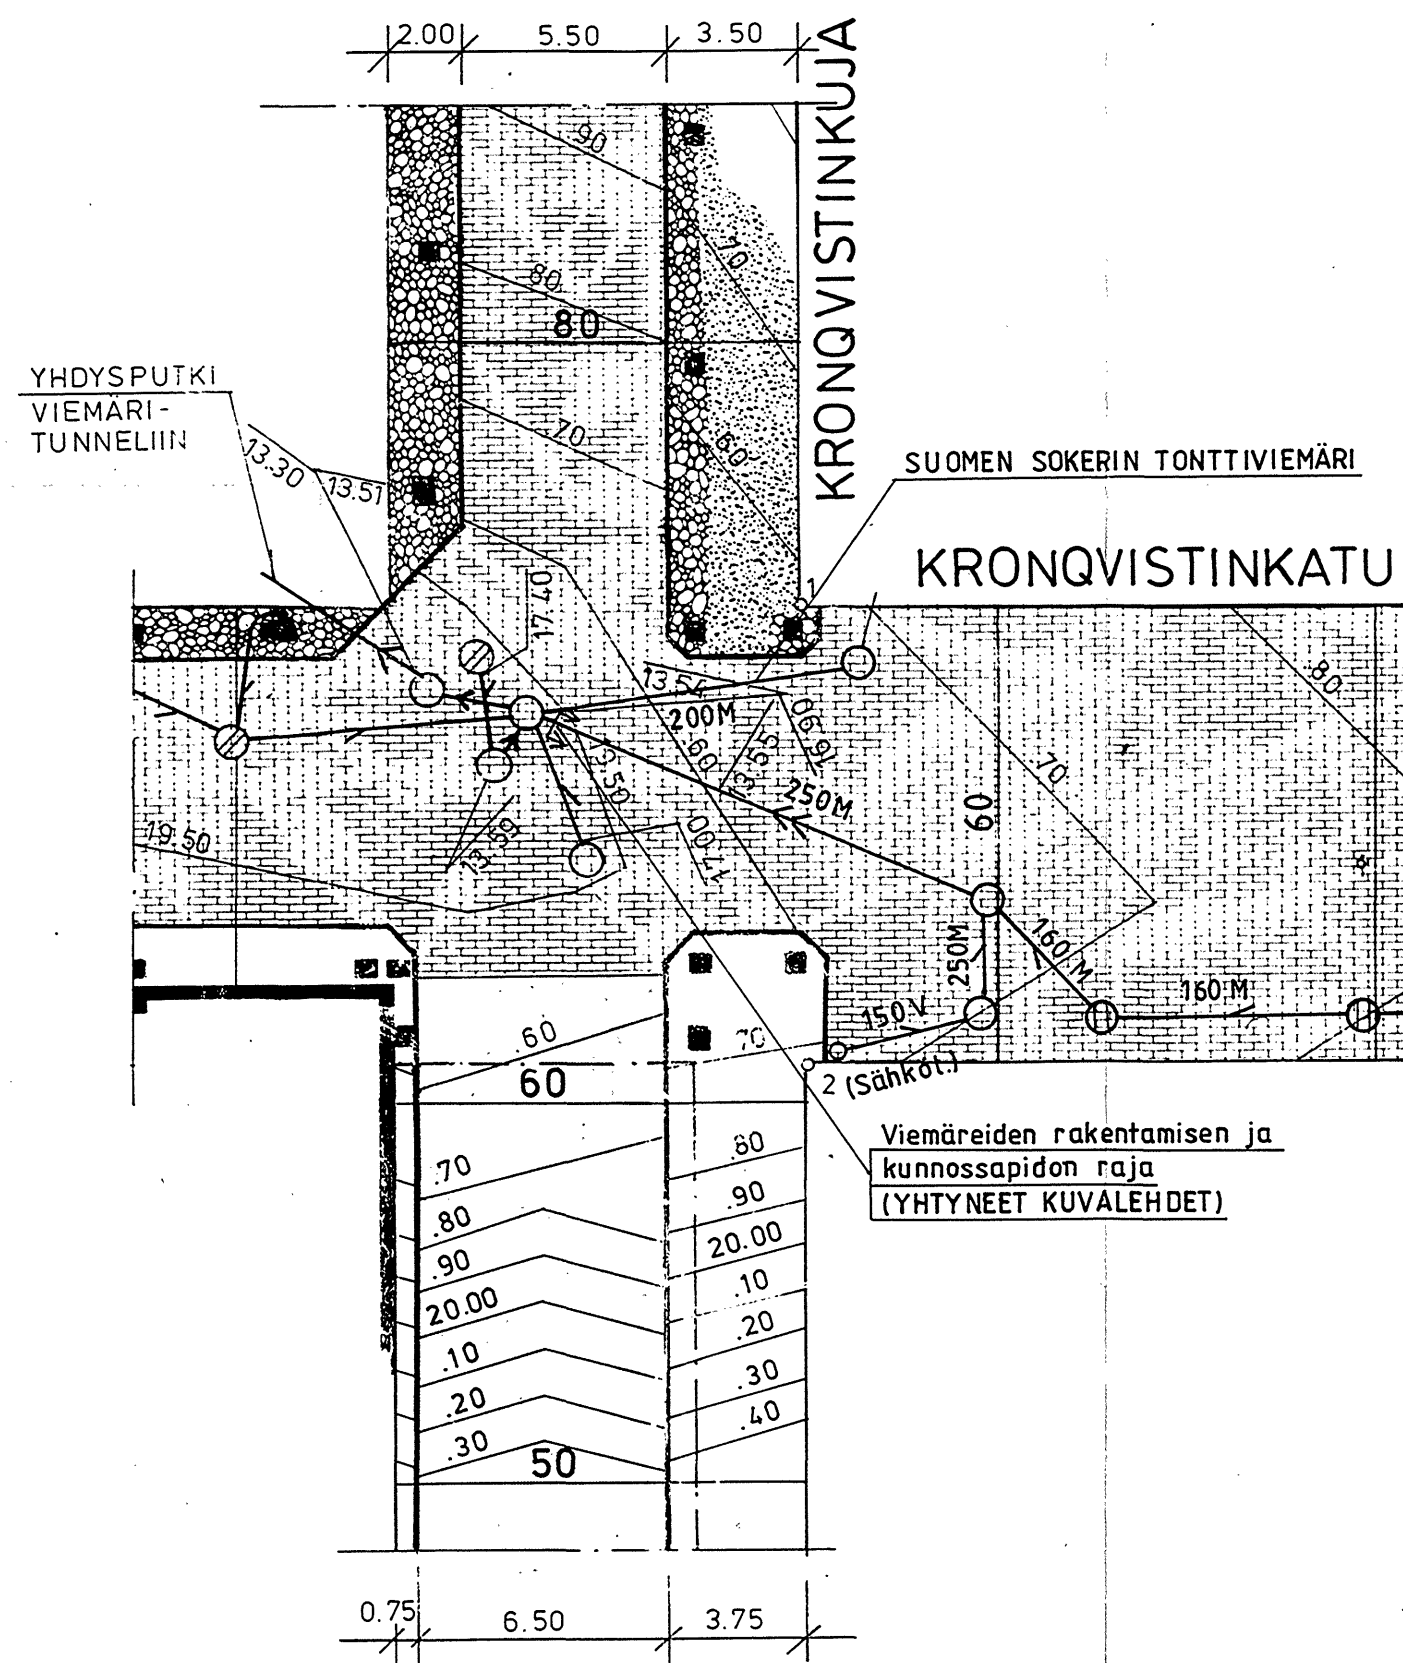 2.00 5.50 3.50
KRONQVISTINKUJA
.90
70
80
80
YHDYSPUTKI
VIEMÄRI-
TUNNELIIN
13.30
13.51
70
60
SUOMEN SOKERIN TONTTIVIEMÄRI
KRONQVISTINKATU
1
17.40
13.54
200M
16.90
60
13.55
250M
13.50
80
70
60
19.50
13.59
17.00
250M
160 M
160 M
150V
2 (Sähköt.)
.60
70
60
Viemäreiden rakentamisen ja
kunnossapidon raja
(YHTYNEET KUVALEHDET)
.70
.80
.80
.90
.90
20.00
20.00
.10
.10
.20
.20
.30
.30
.40
50
0.75 6.50 3.75